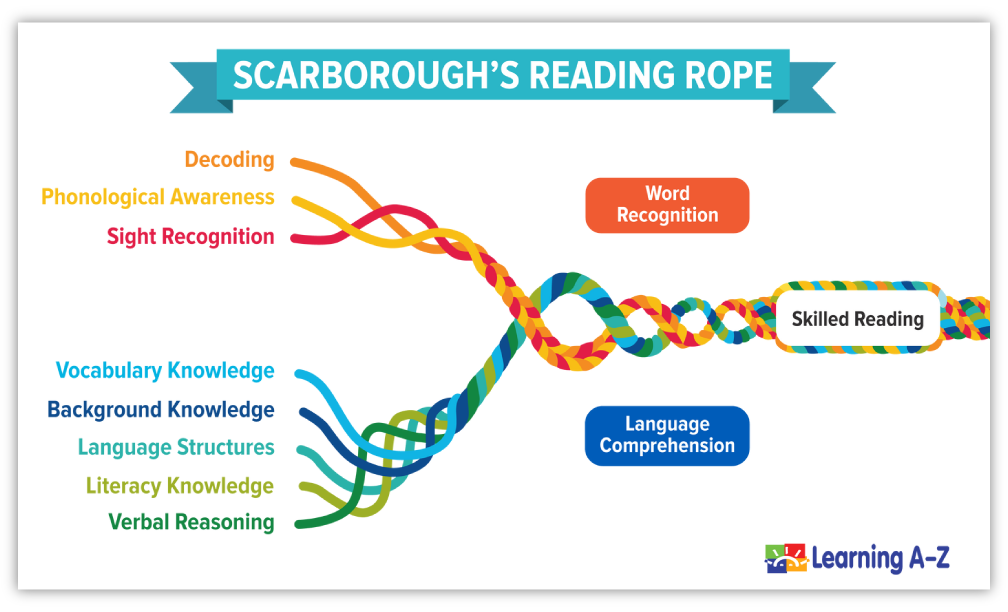 SCARBOROUGH'S READING ROPE
Decoding
Phonological Awareness
Sight Recognition
Word
Recognition
Skilled Reading
Vocabulary Knowledge
Background Knowledge
Language Structures
Literacy Knowledge
Verbal Reasoning
Language
Comprehension
Learning A–Z